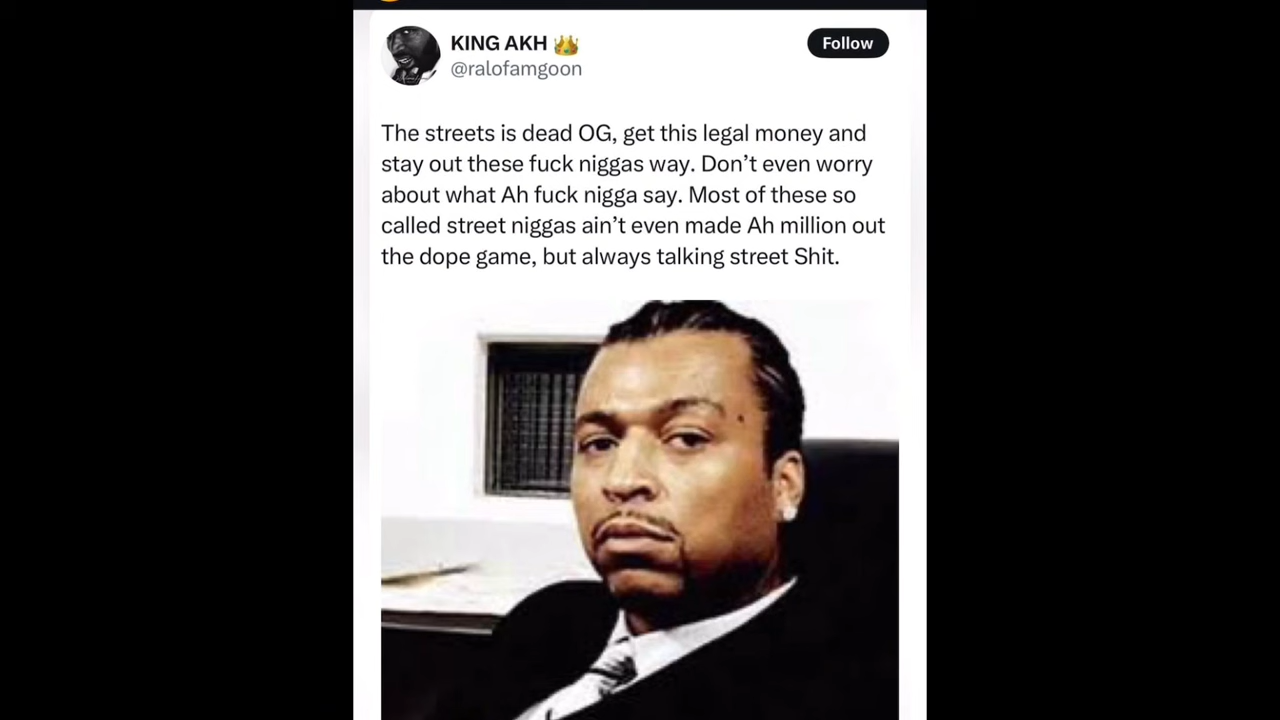 KING AKH 👑
@ralofamgoon
Follow
The streets is dead OG, get this legal money and
stay out these fuck niggas way. Don’t even worry
about what Ah fuck nigga say. Most of these so
called street niggas ain’t even made Ah million out
the dope game, but always talking street Shit.